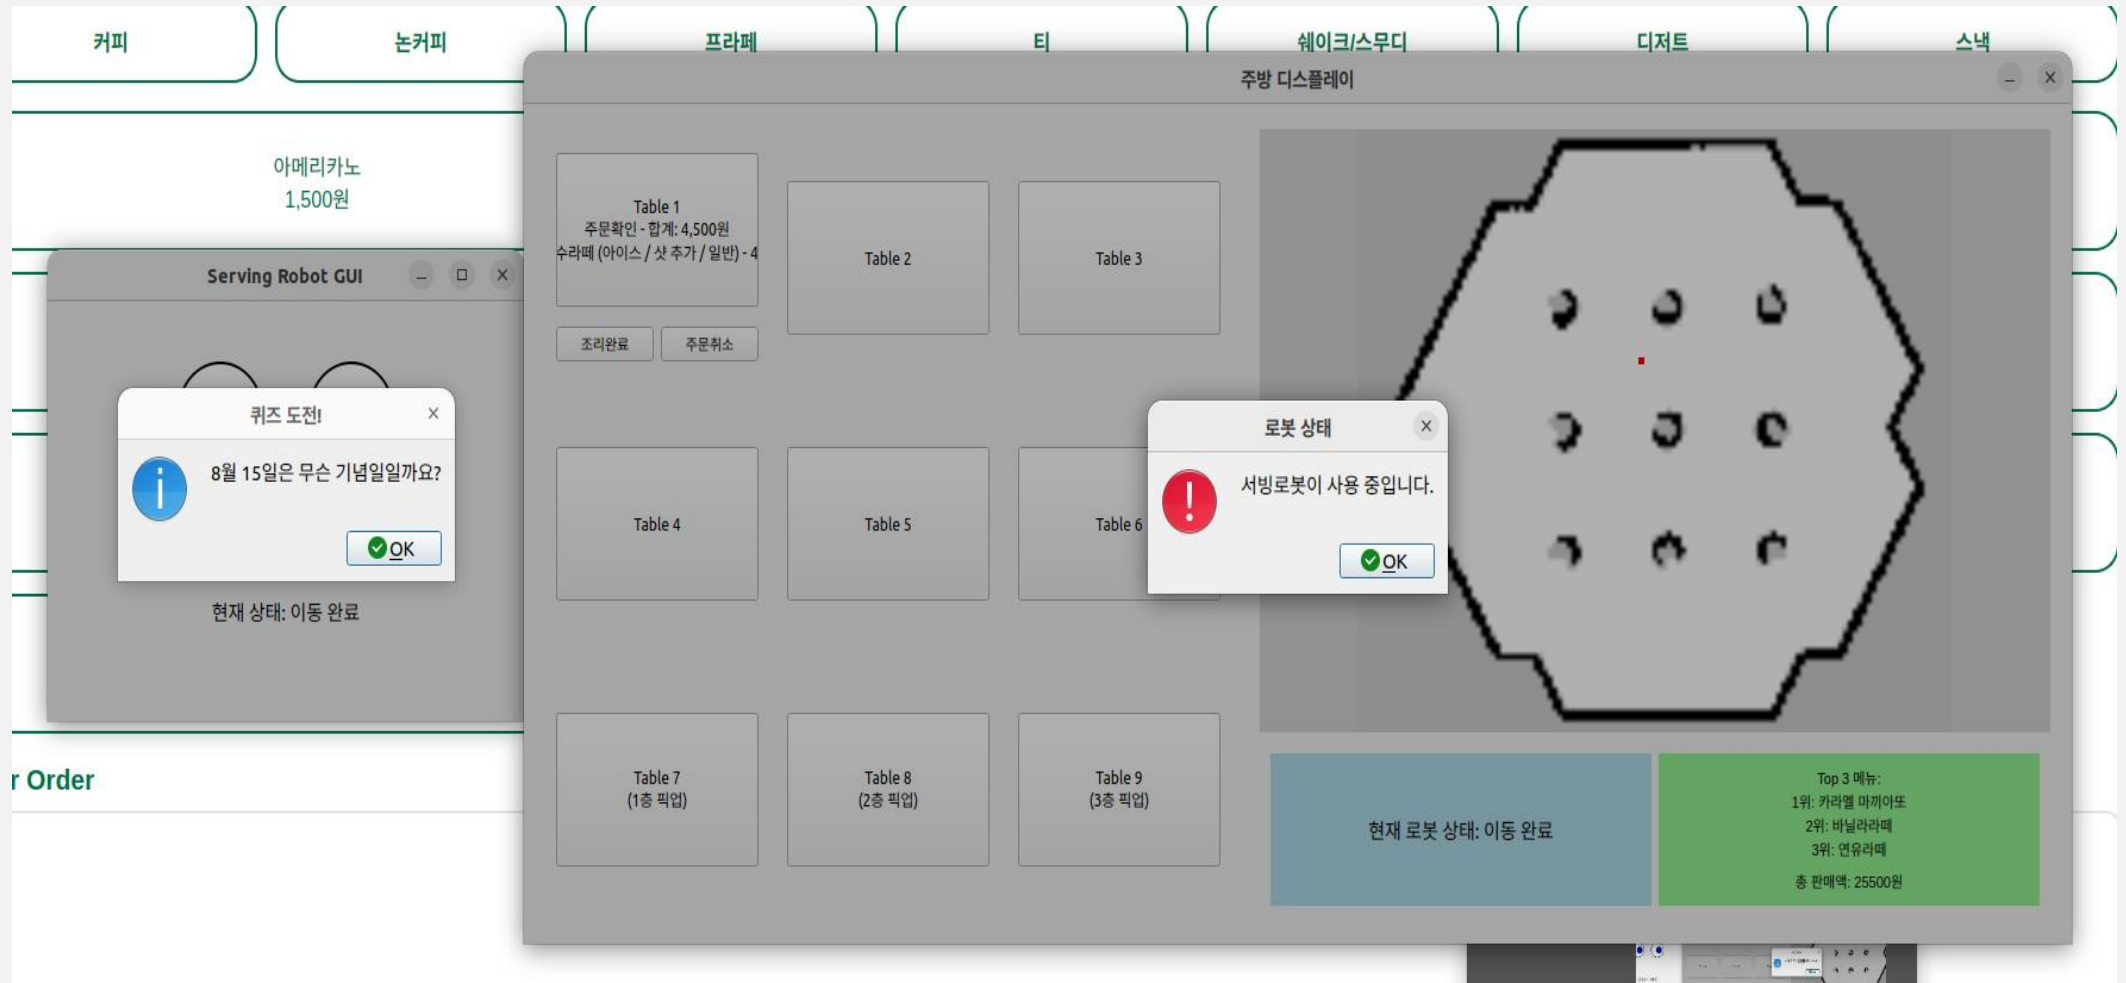 커피
논커피
프라페
티
쉐이크/스무디
디저트
스낵
아메리카노
1,500원
r Order
Serving Robot GUI
퀴즈 도전!
8월 15일은 무슨 기념일일까요?
OK
현재 상태: 이동 완료
주방 디스플레이
Table 1
주문확인 - 합계: 4,500원
수라떼 (아이스 / 샷 추가 / 일반) - 4
조리완료
주문취소
Table 2
Table 3
Table 4
Table 5
Table 6
Table 7
(1층 픽업)
Table 8
(2층 픽업)
Table 9
(3층 픽업)
로봇 상태
서빙로봇이 사용 중입니다.
OK
현재 로봇 상태: 이동 완료
Top 3 메뉴:
1위: 카라멜 마끼아또
2위: 바닐라라떼
3위: 연유라떼
총 판매액: 25500원